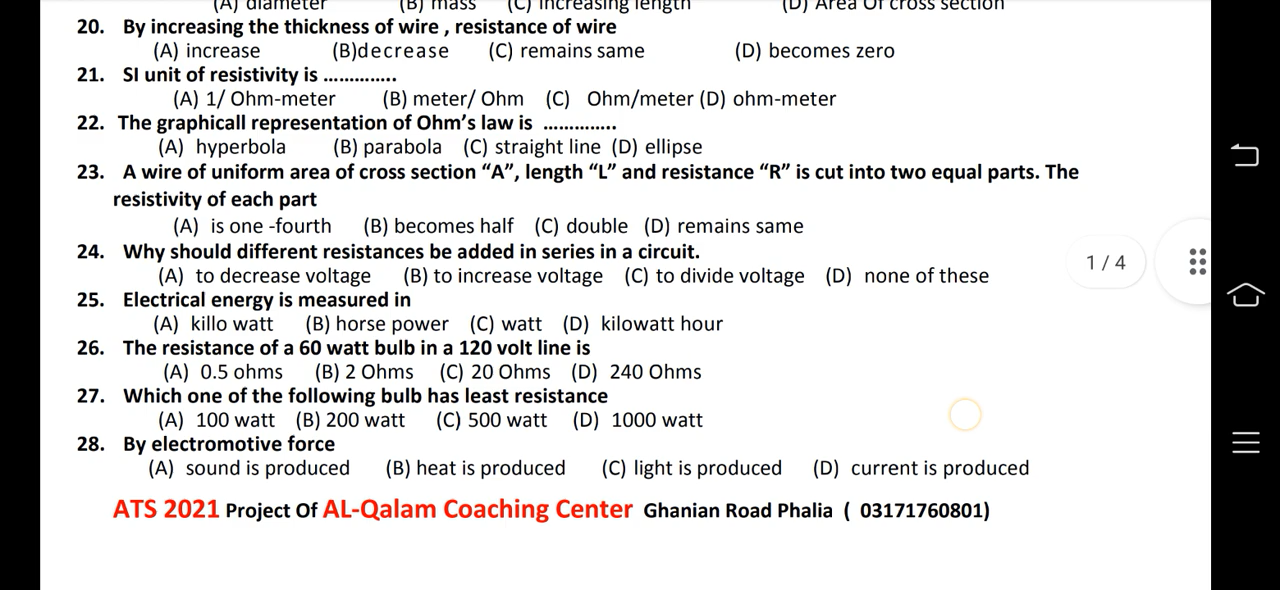 (A) diameter (B) mass (C) increasing length (D) Area Of cross section
20. By increasing the thickness of wire , resistance of wire
(A) increase (B)decrease (C) remains same (D) becomes zero
21. SI unit of resistivity is ..............
(A) 1/ Ohm-meter (B) meter/ Ohm (C) Ohm/meter (D) ohm-meter
22. The graphicall representation of Ohm's law is ..............
(A) hyperbola (B) parabola (C) straight line (D) ellipse
23. A wire of uniform area of cross section “A”, length “L” and resistance “R” is cut into two equal parts. The
resistivity of each part
(A) is one -fourth (B) becomes half (C) double (D) remains same
24. Why should different resistances be added in series in a circuit.
(A) to decrease voltage (B) to increase voltage (C) to divide voltage (D) none of these
1 / 4
25. Electrical energy is measured in
(A) killo watt (B) horse power (C) watt (D) kilowatt hour
26. The resistance of a 60 watt bulb in a 120 volt line is
(A) 0.5 ohms (B) 2 Ohms (C) 20 Ohms (D) 240 Ohms
27. Which one of the following bulb has least resistance
(A) 100 watt (B) 200 watt (C) 500 watt (D) 1000 watt
28. By electromotive force
(A) sound is produced (B) heat is produced (C) light is produced (D) current is produced
ATS 2021 Project Of AL-Qalam Coaching Center Ghanian Road Phalia ( 03171760801)